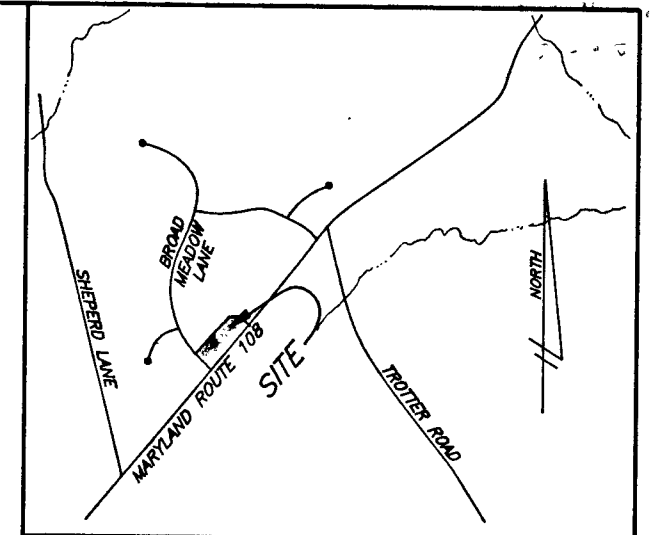 BROAD
MEADOW
LANE
SHEPERD LANE
MARYLAND ROUTE 108
SITE
TROTTER ROAD
NORTH